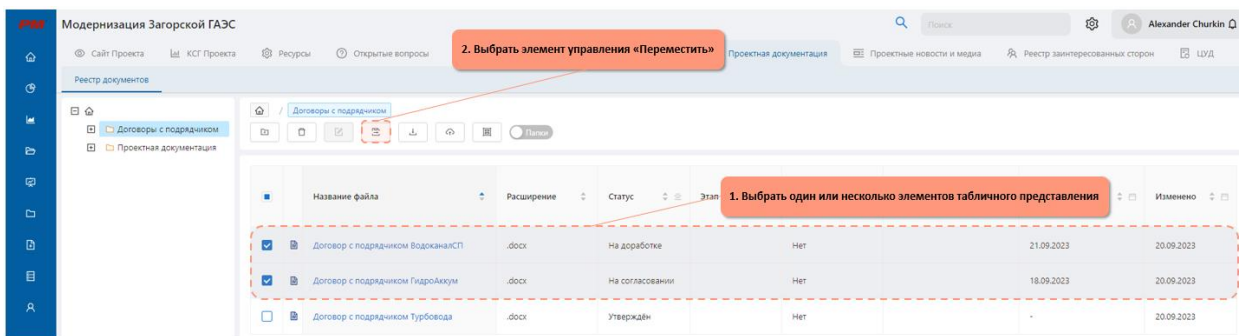 PM Модернизация Загорской ГАЭС Поиск Alexander Churkin
Сайт Проекта КСГ Проекта Ресурсы Открытые вопросы 2. Выбрать элемент управления «Переместить» Проектная документация Проектные новости и медиа Реестр заинтересованных сторон ЦУД
Реестр документов
/ Договоры с подрядчиком
Договоры с подрядчиком
Папки
Проектная документация
Название файла Расширение Статус Этап 1. Выбрать один или несколько элементов табличного представления Изменено
Договор с подрядчиком ВодоканалСП .docx На доработке Нет 21.09.2023 20.09.2023
Договор с подрядчиком ГидроАккум .docx На согласовании Нет 18.09.2023 20.09.2023
Договор с подрядчиком Турбовода .docx Утверждён Нет - 20.09.2023